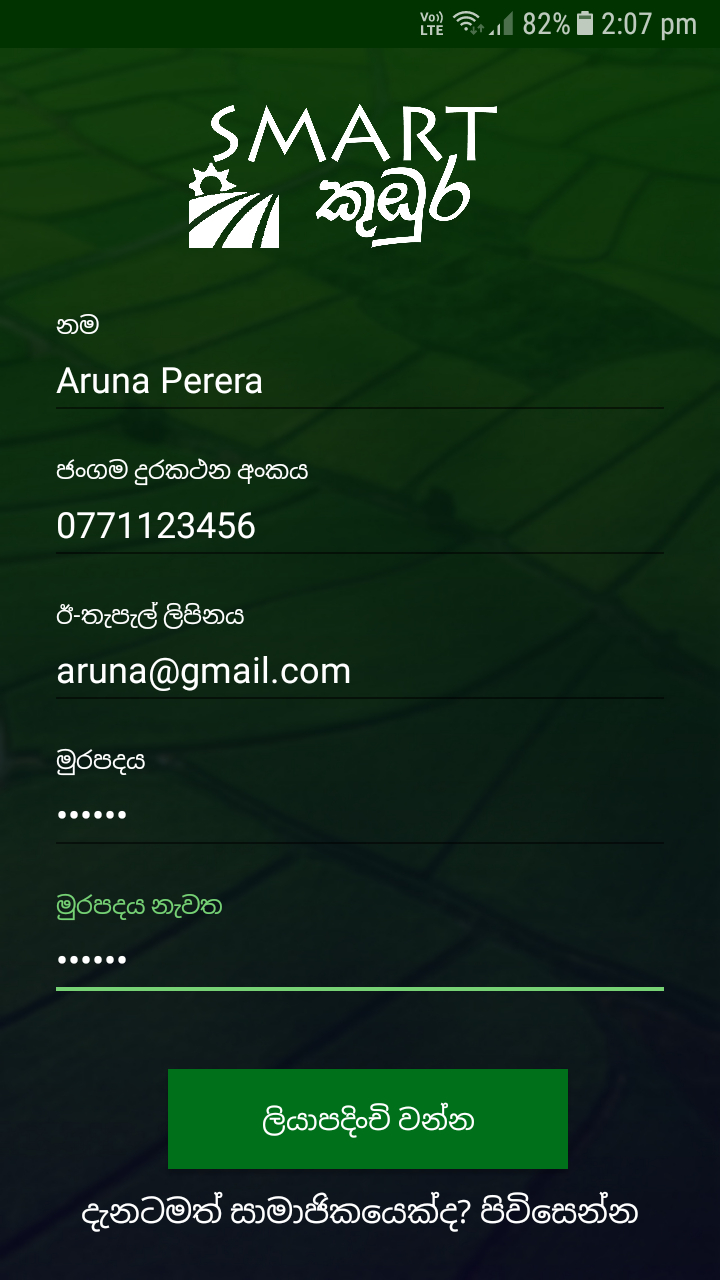 Vo) LTE 82% 2:07 pm
SMART
කුඹුර
නම
Aruna Perera
ජංගම දුරකථන අංකය
0771123456
ඊ-තැපැල් ලිපිනය
aruna@gmail.com
මුරපදය
••••••
මුරපදය නැවත
••••••
ලියාපදිංචි වන්න
දැනටමත් සාමාජිකයෙක්ද? පිවිසෙන්න